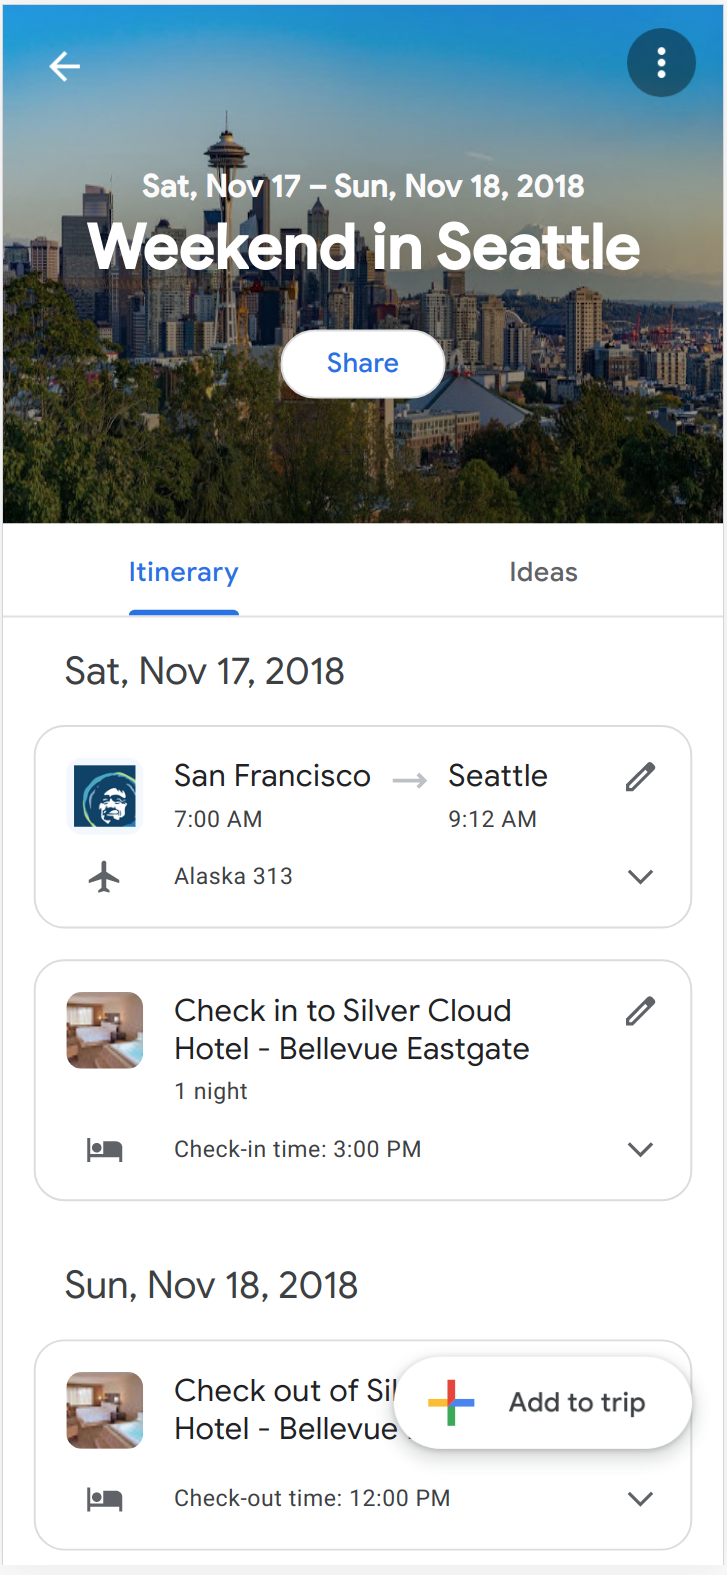 Sat, Nov 17 – Sun, Nov 18, 2018
Weekend in Seattle
Share
Itinerary
Ideas
Sat, Nov 17, 2018
San Francisco → Seattle
7:00 AM
9:12 AM
Alaska 313
Check in to Silver Cloud
Hotel - Bellevue Eastgate
1 night
Check-in time: 3:00 PM
Sun, Nov 18, 2018
Check out of
Hotel - Bellevue
Add to trip
Check-out time: 12:00 PM